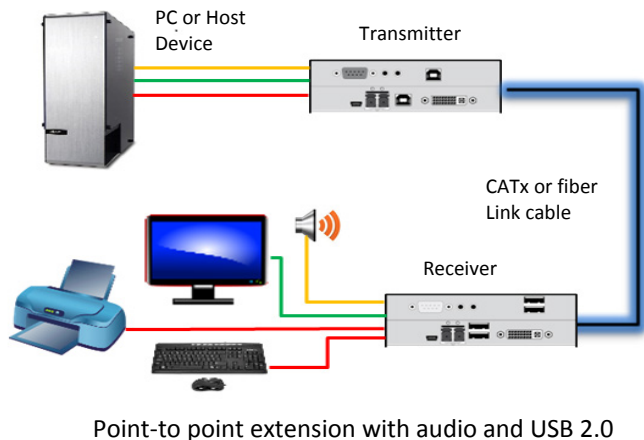 PC or Host
Device
Transmitter
CATx or fiber
Link cable
Receiver
Point-to point extension with audio and USB 2.0